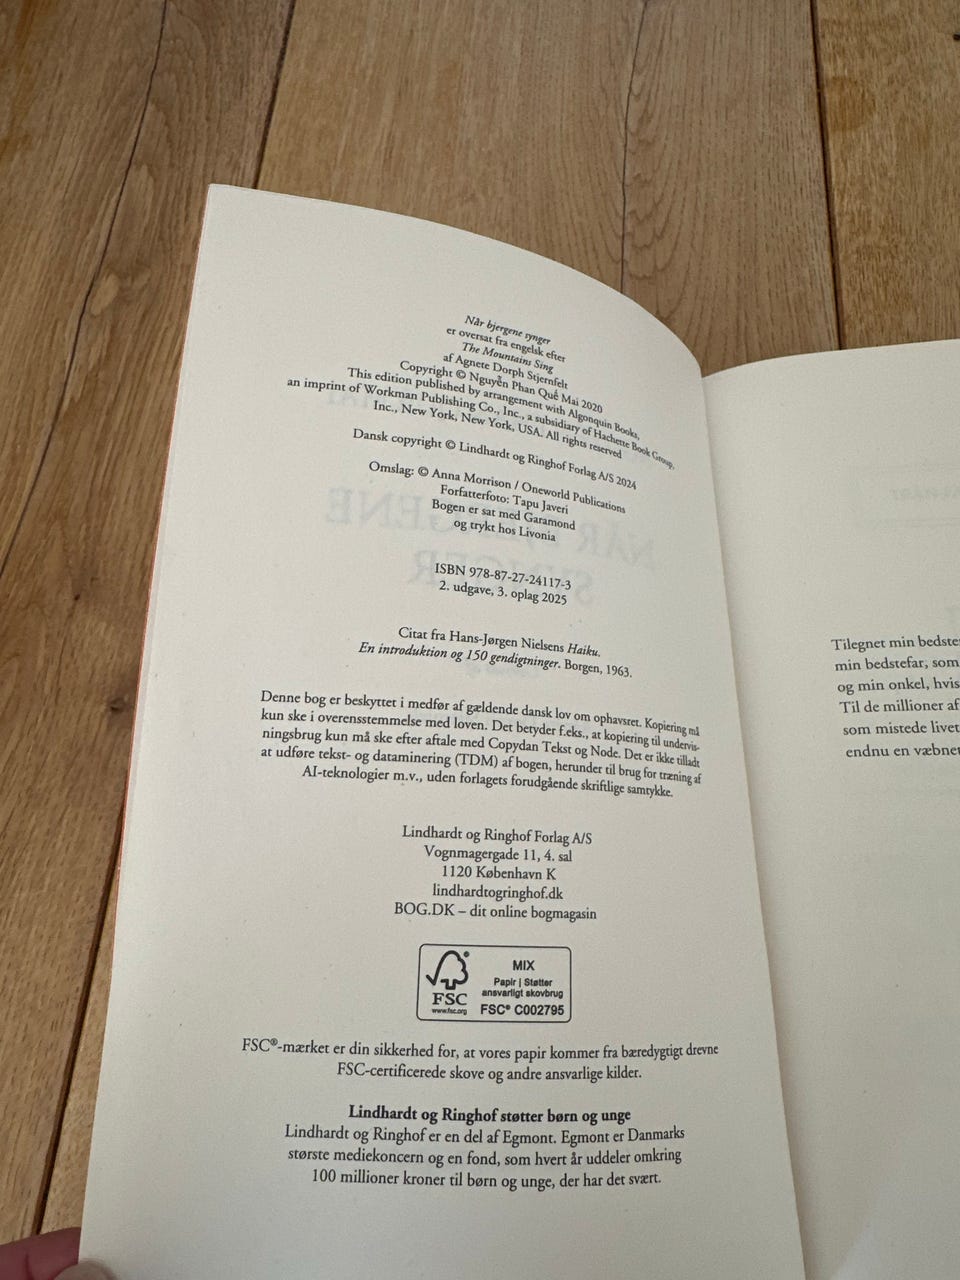 Når bjergene synger
er oversat fra engelsk efter
The Mountains Sing
af Agnete Dorph Stjernfelt
Copyright © Nguyễn Phan Quế Mai 2020
This edition published by arrangement with Algonquin Books,
an imprint of Workman Publishing Co., Inc., a subsidiary of Hachette Book Group,
Inc., New York, New York, USA. All rights reserved
Dansk copyright © Lindhardt og Ringhof Forlag A/S 2024
Omslag: © Anna Morrison / Oneworld Publications
Forfatterfoto: Tapu Javeri
Bogen er sat med Garamond
og trykt hos Livonia
ISBN 978-87-27-24117-3
2. udgave, 3. oplag 2025
Citat fra Hans-Jørgen Nielsens Haiku.
En introduktion og 150 gendigtninger. Borgen, 1963.
Denne bog er beskyttet i medfør af gældende dansk lov om ophavsret. Kopiering må
kun ske i overensstemmelse med loven. Det betyder f.eks., at kopiering til undervis-
ningsbrug kun må ske efter aftale med Copydan Tekst og Node. Det er ikke tilladt
at udføre tekst- og dataminering (TDM) af bogen, herunder til brug for træning af
AI-teknologier m.v., uden forlagets forudgående skriftlige samtykke.
Lindhardt og Ringhof Forlag A/S
Vognmagergade 11, 4. sal
1120 København K
lindhardtogringhof.dk
BOG.DK – dit online bogmagasin
FSC
www.fsc.org
MIX
Papir | Støtter
ansvarligt skovbrug
FSC® C002795
FSC®-mærket er din sikkerhed for, at vores papir kommer fra bæredygtigt drevne
FSC-certificerede skove og andre ansvarlige kilder.
Lindhardt og Ringhof støtter børn og unge
Lindhardt og Ringhof er en del af Egmont. Egmont er Danmarks
største mediekoncern og en fond, som hvert år uddeler omkring
100 millioner kroner til børn og unge, der har det svært.
Tilegnet min bedste
min bedstefar, som
og min onkel, hvis
Til de millioner af
som mistede livet
endnu en væbnet